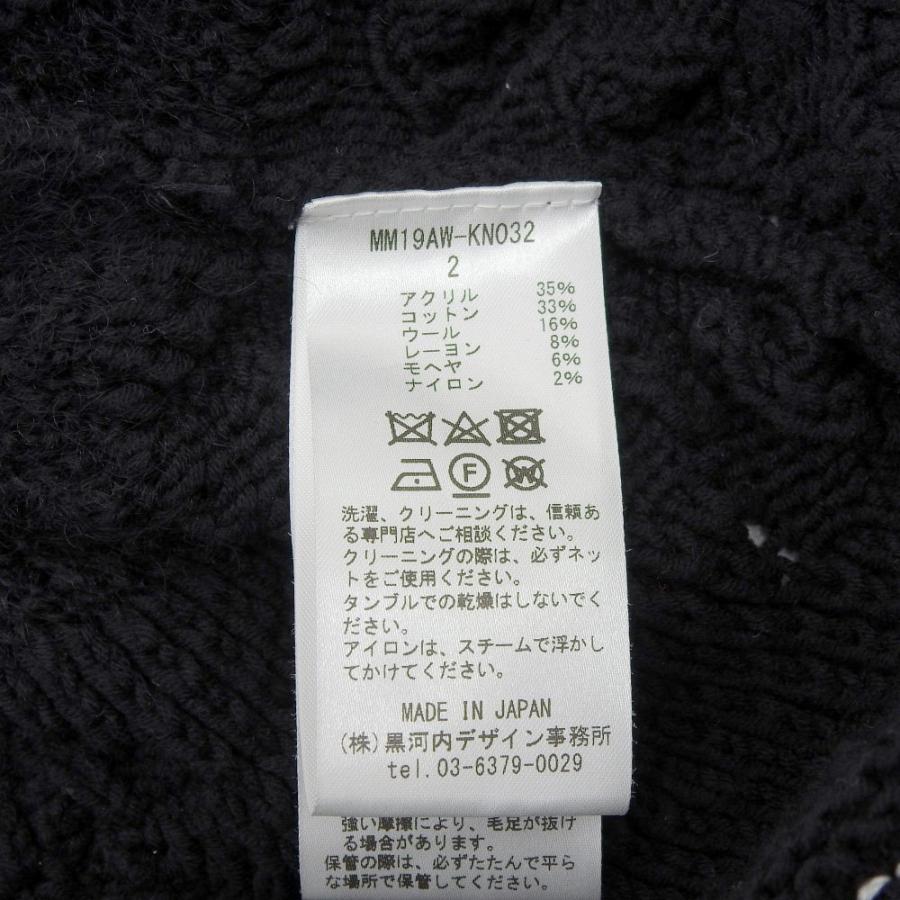 MM19AW-KN032
2
アクリル 35%
コットン 33%
ウール 16%
レーヨン 8%
モヘヤ 6%
ナイロン 2%
F
W
洗濯、クリーニングは、信頼あ
る専門店へご相談ください。
クリーニングの際は、必ずネッ
トをご使用ください。
タンブルでの乾燥はしないでく
ださい。
アイロンは、スチームで浮かし
てかけてください。
MADE IN JAPAN
(株)黒河内デザイン事務所
tel.03-6379-0029
強い摩擦により、毛足が抜け
る場合があります。
保管の際は、必ずたたんで平ら
な場所で保管してください。